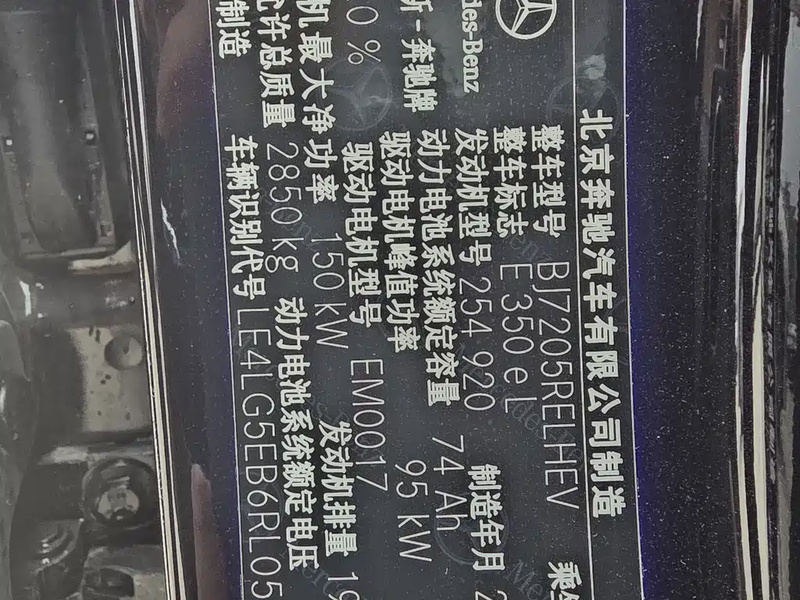 北京奔驰汽车有限公司制造
整车型号 BJ7205RELHEV 乘
整车标志 E 350 e L
des-Benz 发动机型号 254 920 制造年月 2
动力电池系统额定容量 74 Ah
-奔驰牌 驱动电机峰值功率 95 kW
0 % 驱动电机型号 EM0017 发动机排量 19
机最大净功率 150 kW 动力电池系统额定电压
许总质量 2850 kg
制造 车辆识别代号 LE4LG5EB6RL05